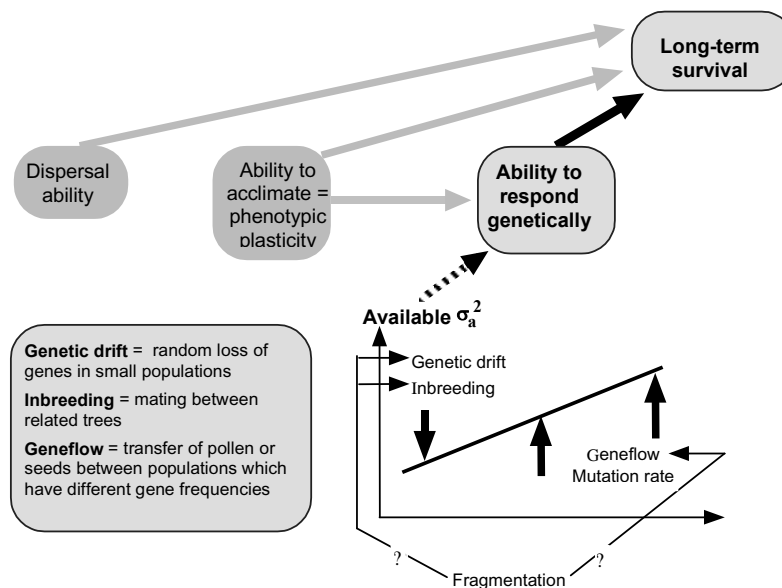 Long-term
survival
Dispersal
ability
Ability to
acclimate =
phenotypic
plasticity
Ability to
respond
genetically
Available σₐ²
Genetic drift
Inbreeding
Geneflow
Mutation rate
? ?
Fragmentation
Genetic drift = random loss of
genes in small populations
Inbreeding = mating between
related trees
Geneflow = transfer of pollen or
seeds between populations which
have different gene frequencies